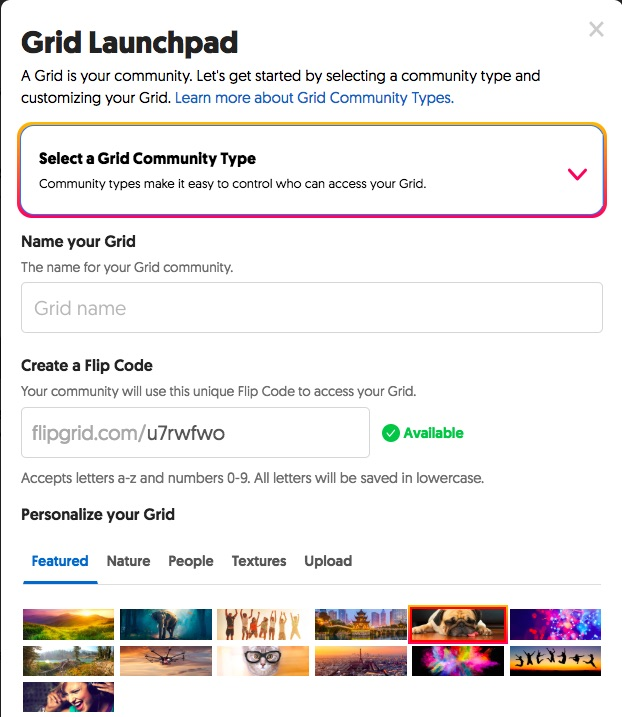 Grid Launchpad
A Grid is your community. Let's get started by selecting a community type and
customizing your Grid. Learn more about Grid Community Types.
Select a Grid Community Type
Community types make it easy to control who can access your Grid.
Name your Grid
The name for your Grid community.
Grid name
Create a Flip Code
Your community will use this unique Flip Code to access your Grid.
flipgrid.com/u7rwfwo Available
Accepts letters a-z and numbers 0-9. All letters will be saved in lowercase.
Personalize your Grid
Featured Nature People Textures Upload